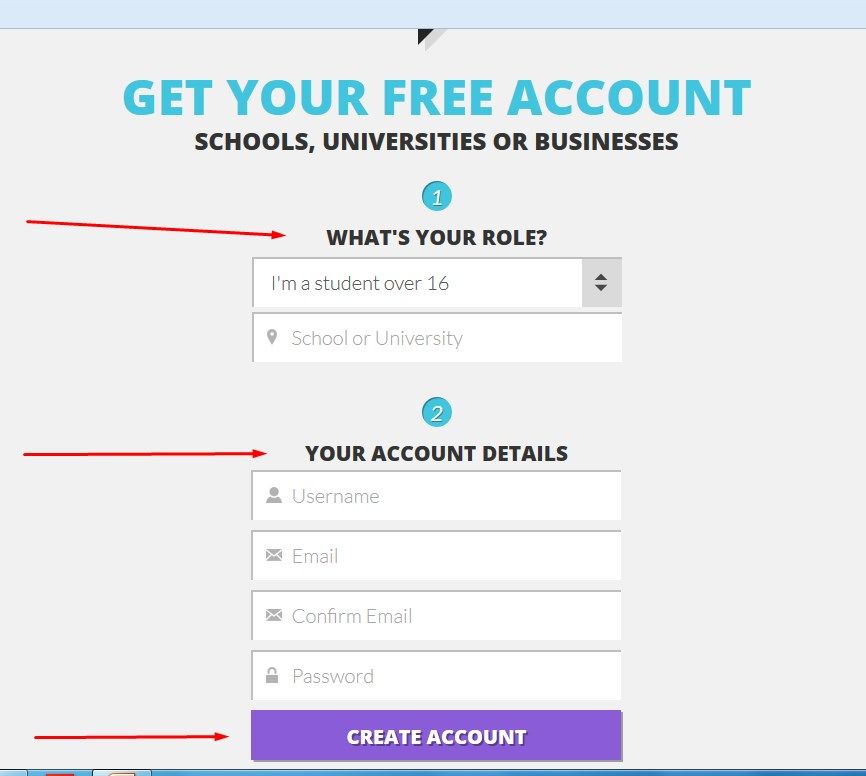 GET YOUR FREE ACCOUNT
SCHOOLS, UNIVERSITIES OR BUSINESSES
1
WHAT'S YOUR ROLE?
I'm a student over 16
School or University
2
YOUR ACCOUNT DETAILS
Username
Email
Confirm Email
Password
CREATE ACCOUNT